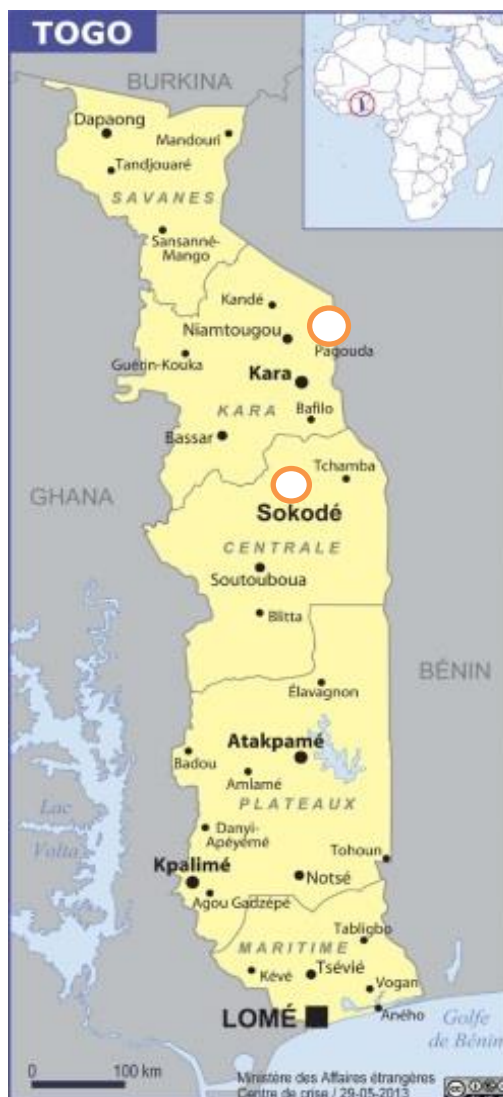 TOGO
BURKINA
Dapaong
Mandouri
Tandjouaré
SAVANES
Sansanné-
Mango
Kandé
Niamtougou
Pagouda
Guérin-Kouka
Kara
KARA
Bafilo
Bassar
Tchamba
GHANA
Sokodé
CENTRALE
Soutouboua
Blitta
BÉNIN
Élavagnon
Atakpamé
Badou
Amlamé
PLATEAUX
Lac
Volta
Danyi-
Apéyémé
Tohoun
Kpalimé
Notsé
Agou Gadzépé
Tabligbo
MARITIME
Kévé
Tsévié
Vogan
LOMÉ
Aného
Golfe
de Bénin
0 100 km
Ministère des Affaires étrangères
Centre de crise / 29-05-2013